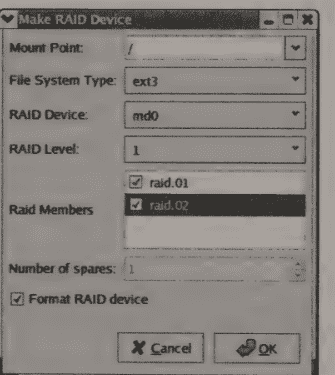 Make RAID Device
Mount Point: /
File System Type: ext3
RAID Device: md0
RAID Level: 1
raid.01
Raid Members
raid.02
Number of spares: 1
Format RAID device
Cancel OK